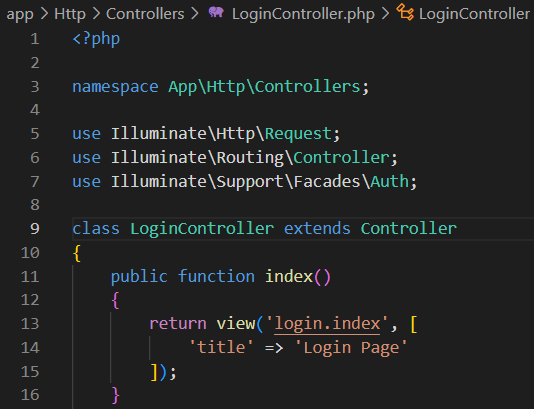 app > Http > Controllers > LoginController.php > LoginController
1 <?php
2
3 namespace App\Http\Controllers;
4
5 use Illuminate\Http\Request;
6 use Illuminate\Routing\Controller;
7 use Illuminate\Support\Facades\Auth;
8
9 class LoginController extends Controller
10 {
11     public function index()
12     {
13         return view('login.index', [
14             'title' => 'Login Page'
15         ]);
16     }